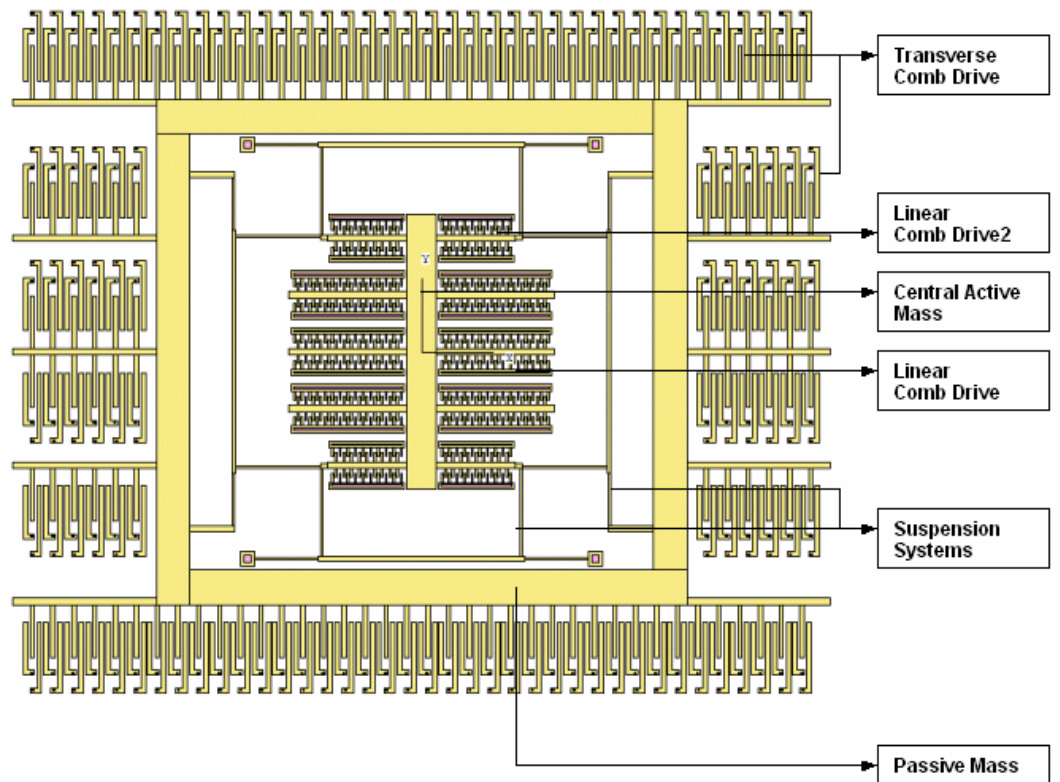 Transverse
Comb Drive
Linear
Comb Drive2
Y
Central Active
Mass
X
Linear
Comb Drive
Suspension
Systems
Passive Mass